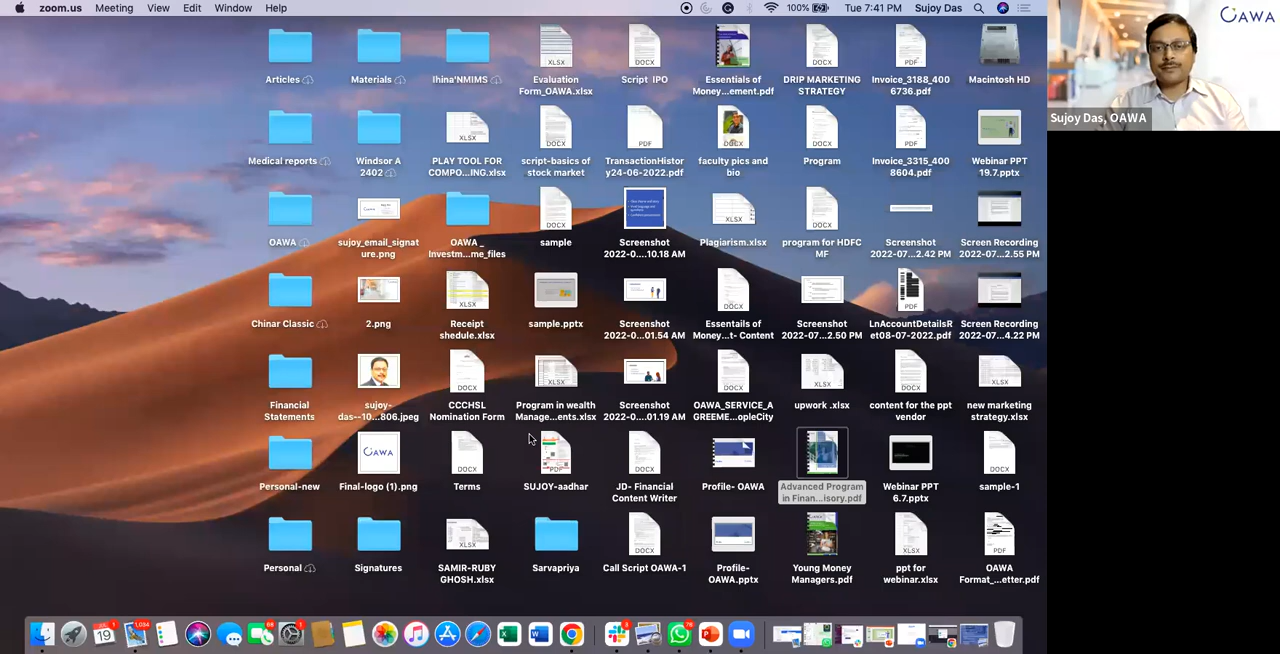 zoom.us Meeting View Edit Window Help 100% Tue 7:41 PM Sujoy Das
OAWA
Sujoy Das, OAWA
Articles
Materials
Ihina'NMIMS
XLSX
Evaluation
Form_OAWA.xlsx
DOCX
Script IPO
Essentials of
Money...ement.pdf
DOCX
DRIP MARKETING
STRATEGY
PDF
Invoice_3188_400
6736.pdf
Macintosh HD
Medical reports
Windsor A
2402
XLSX
PLAY TOOL FOR
COMPO...ING.xlsx
DOCX
script-basics of
stock market
PDF
TransactionHistor
y24-06-2022.pdf
DOCX
faculty pics and
bio
DOCX
Program
PDF
Invoice_3315_400
8604.pdf
Webinar PPT
19.7.pptx
OAWA
sujoy_email_signat
ure.png
OAWA _
Investm...me_files
DOCX
sample
Screenshot
2022-0...10.18 AM
XLSX
Plagiarism.xlsx
DOCX
program for HDFC
MF
Screenshot
2022-07...2.42 PM
Screen Recording
2022-07...2.55 PM
Chinar Classic
2.png
XLSX
Receipt
shedule.xlsx
sample.pptx
Screenshot
2022-0...01.54 AM
DOCX
Essentails of
Money...t- Content
Screenshot
2022-07...2.50 PM
PDF
LnAccountDetailsR
et08-07-2022.pdf
Screen Recording
2022-07...4.22 PM
Financial
Statements
sujoy-
das--10...806.jpeg
DOCX
CCCHSL
Nomination Form
XLSX
Program in wealth
Manage...ents.xlsx
Screenshot
2022-0...01.19 AM
DOCX
OAWA_SERVICE_A
GREEME...opleCity
XLSX
upwork .xlsx
DOCX
content for the ppt
vendor
XLSX
new marketing
strategy.xlsx
Personal-new
OAWA
Final-logo (1).png
DOCX
Terms
PDF
SUJOY-aadhar
DOCX
JD- Financial
Content Writer
Profile- OAWA
Advanced Program
in Finan...isory.pdf
Webinar PPT
6.7.pptx
DOCX
sample-1
Personal
Signatures
XLSX
SAMIR-RUBY
GHOSH.xlsx
Sarvapriya
DOCX
Call Script OAWA-1
Profile-
OAWA.pptx
Young Money
Managers.pdf
XLSX
ppt for
webinar.xlsx
PDF
OAWA
Format_...etter.pdf
19